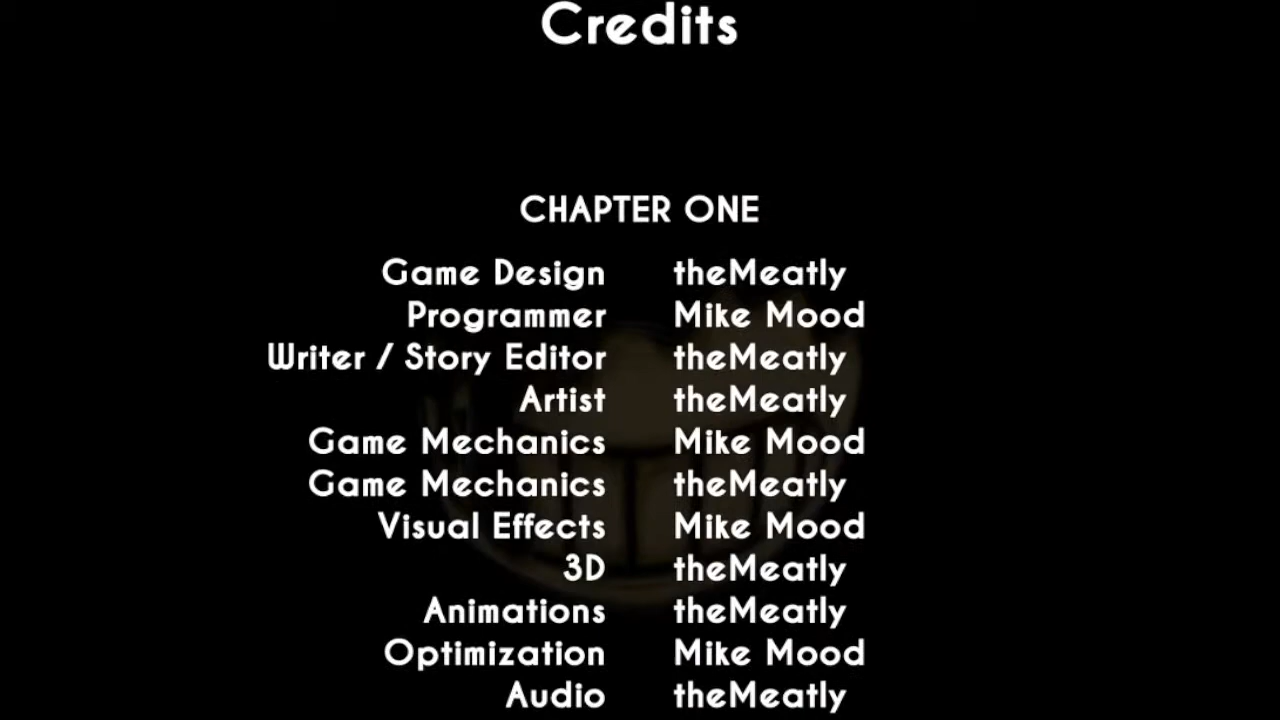 Credits
CHAPTER ONE
Game Design theMeatly
Programmer Mike Mood
Writer / Story Editor theMeatly
Artist theMeatly
Game Mechanics Mike Mood
Game Mechanics theMeatly
Visual Effects Mike Mood
3D theMeatly
Animations theMeatly
Optimization Mike Mood
Audio theMeatly